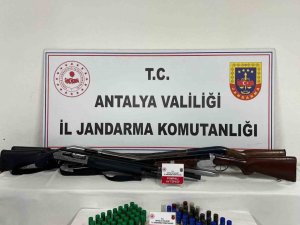 T.C.
ANTALYA VALİLİĞİ
İL JANDARMA KOMUTANLIĞI